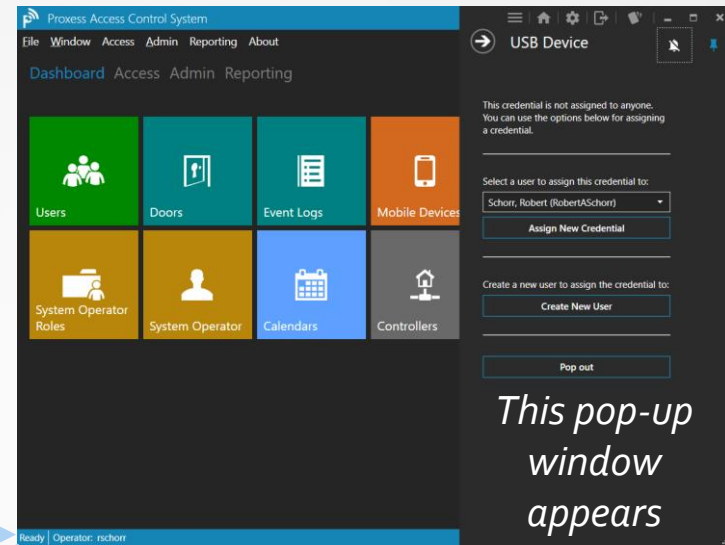 Proxess Access Control System
File Window Access Admin Reporting About
Dashboard Access Admin Reporting
Users
Doors
Event Logs
Mobile Devices
System Operator
Roles
System Operator
Calendars
Controllers
Ready
Operator: rschorr
USB Device
This credential is not assigned to anyone.
You can use the options below for assigning
a credential.
Select a user to assign this credential to:
Schorr, Robert (RobertASchorr)
Assign New Credential
Create a new user to assign the credential to:
Create New User
Pop out
This pop-up
window
appears